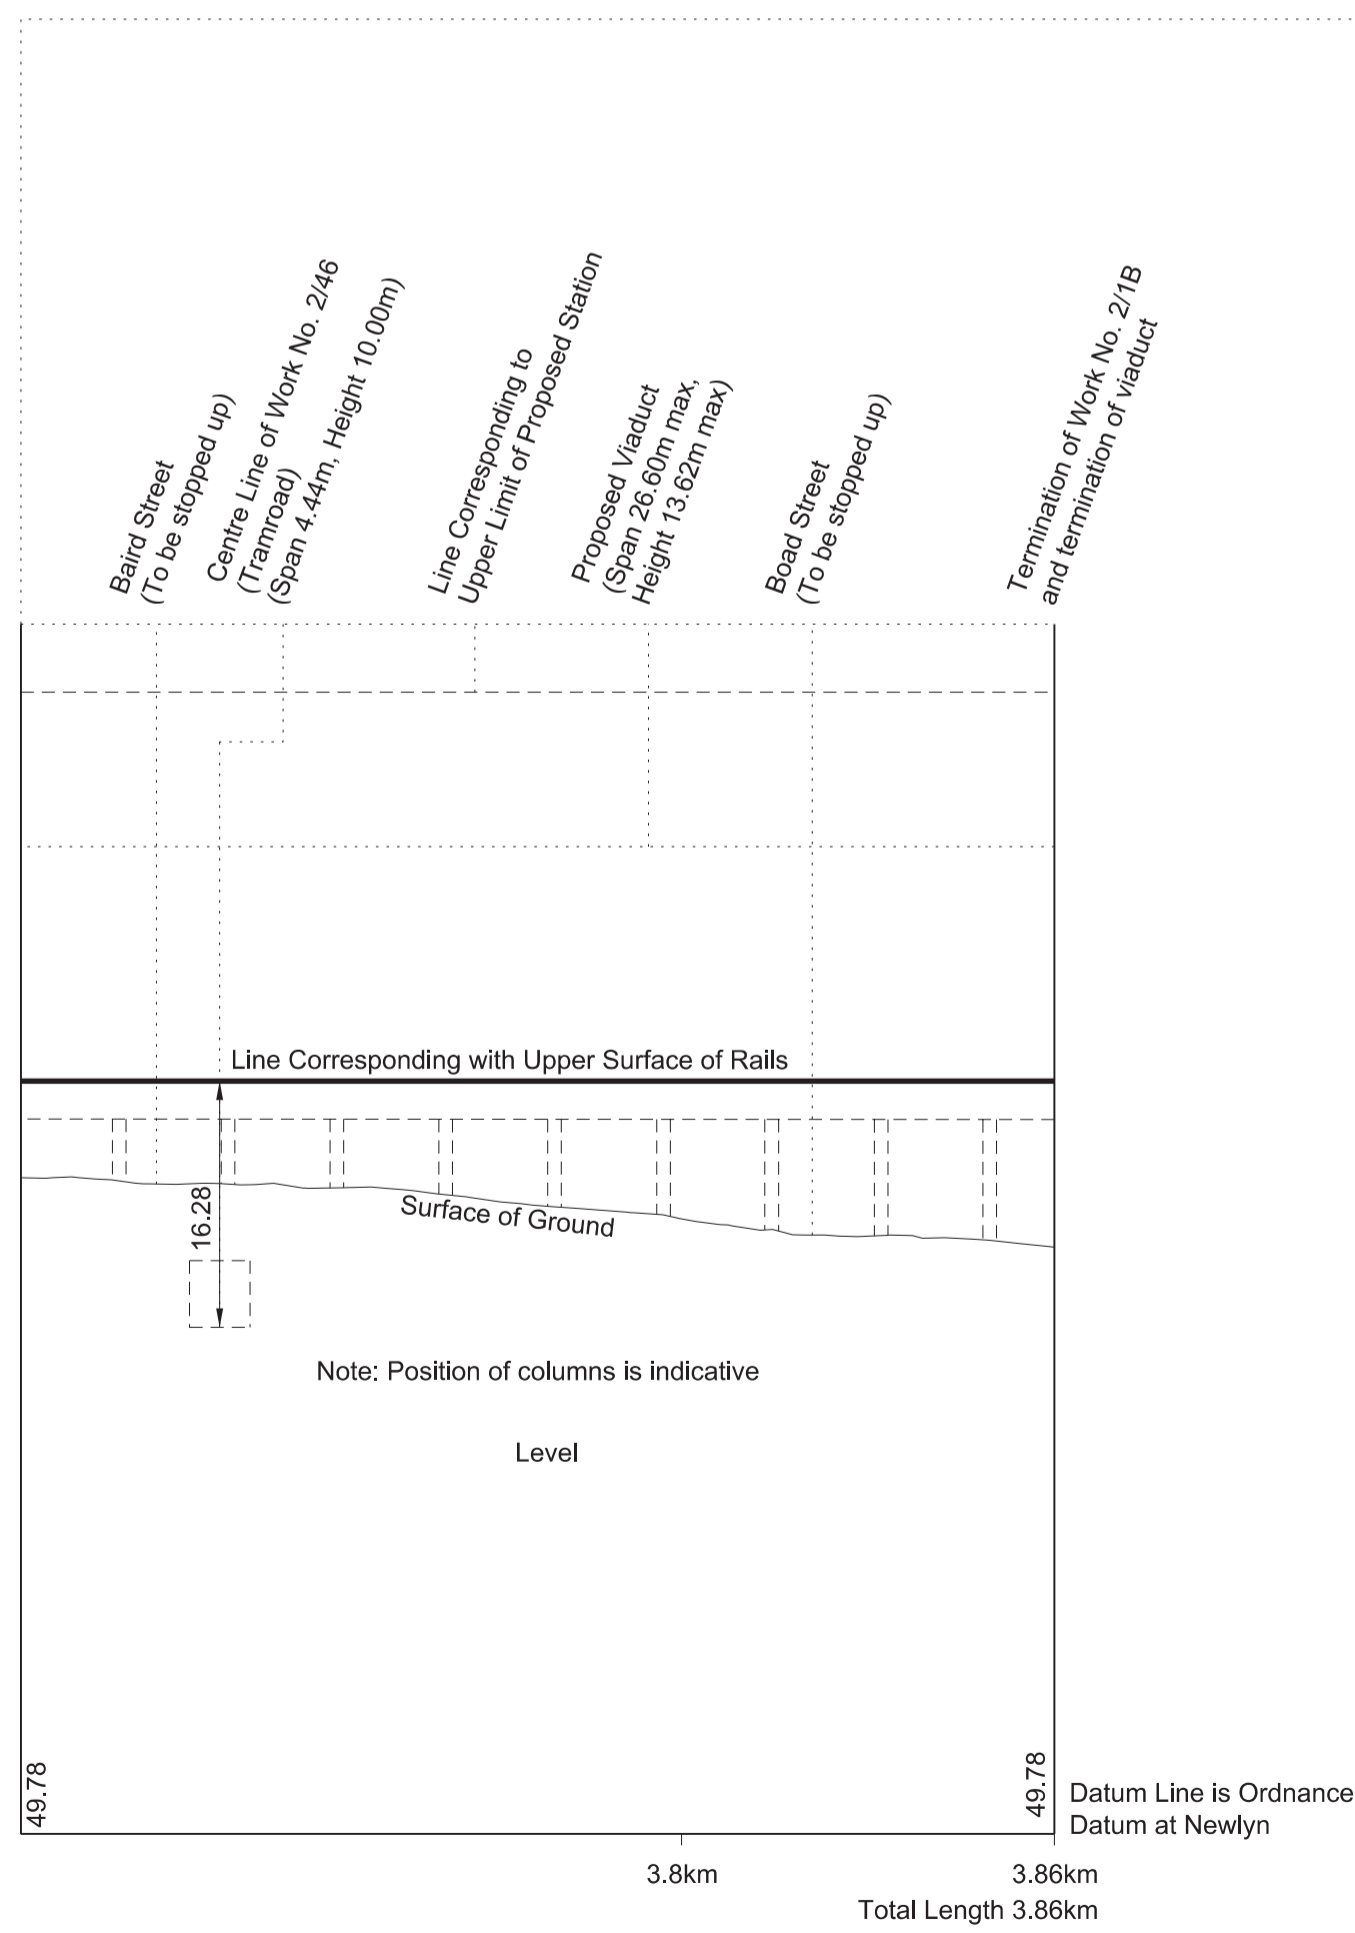 Baird Street
(To be stopped up)
Centre Line of Work No. 2/46
(Tramroad)
(Span 4.44m, Height 10.00m)
Line Corresponding to
Upper Limit of Proposed Station
Proposed Viaduct
(Span 26.60m max,
Height 13.62m max)
Boad Street
(To be stopped up)
Termination of Work No. 2/1B
and termination of viaduct
Line Corresponding with Upper Surface of Rails
16.28
Surface of Ground
Note: Position of columns is indicative
Level
49.78
49.78
Datum Line is Ordnance
Datum at Newlyn
3.8km
3.86km
Total Length 3.86km